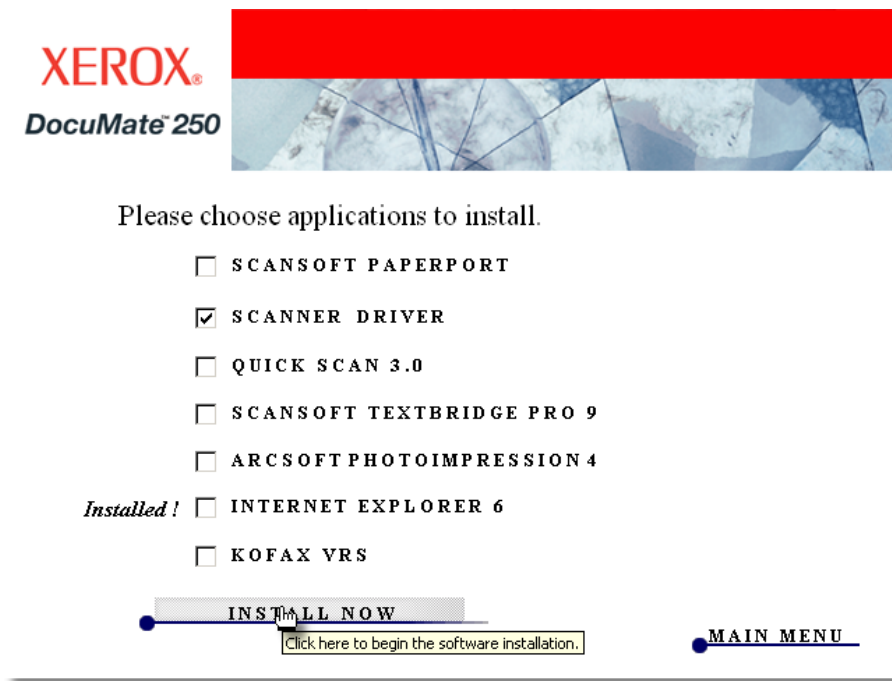 XEROX®
DocuMate™ 250
Please choose applications to install.
SCANSOFT PAPERPORT
SCANNER DRIVER
QUICK SCAN 3.0
SCANSOFT TEXTBRIDGE PRO 9
ARCSOFT PHOTOIMPRESSION 4
Installed ! INTERNET EXPLORER 6
KOFAX VRS
INSTALL NOW
Click here to begin the software installation.
MAIN MENU